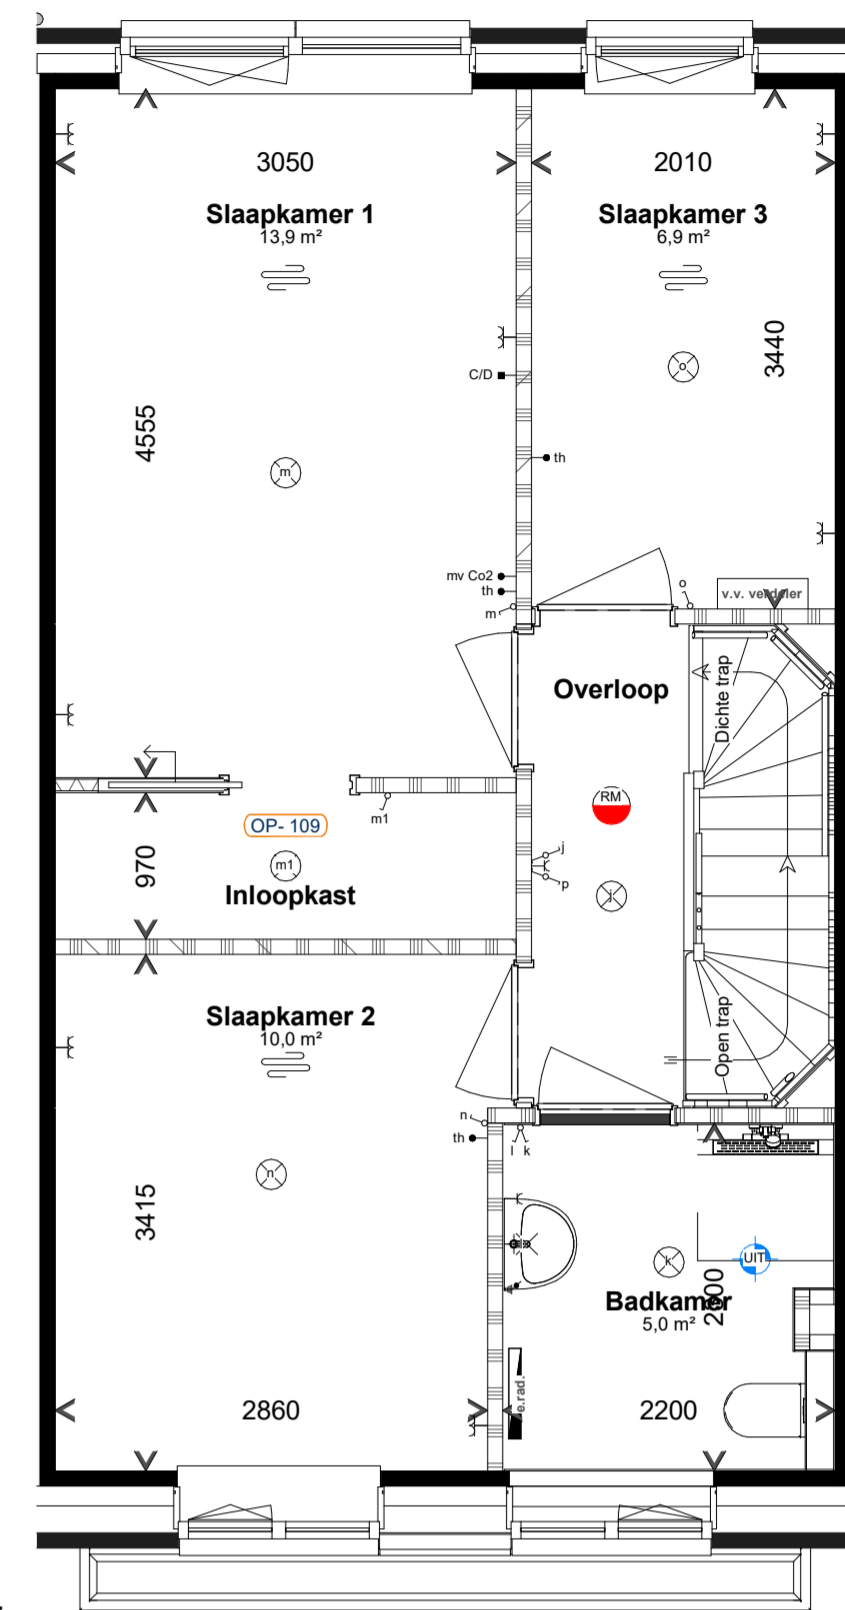 3050
2010
Slaapkamer 1
13,9 m²
Slaapkamer 3
6,9 m²
3440
o
C/D
4555
th
m
mv Co2
th
m
o
v.v. verdeler
Overloop
Dichte trap
RM
m1
OP- 109
m1
970
Inloopkast
j
p
j
Slaapkamer 2
10,0 m²
Open trap
n
th
l k
n
3415
k
UIT
Badkamer
5,0 m²
e.rad.
2860
2200